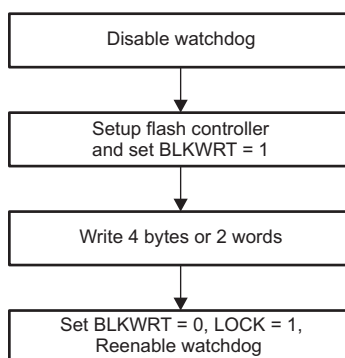 Disable watchdog
Setup flash controller
and set BLKWRT = 1
Write 4 bytes or 2 words
Set BLKWRT = 0, LOCK = 1,
Reenable watchdog